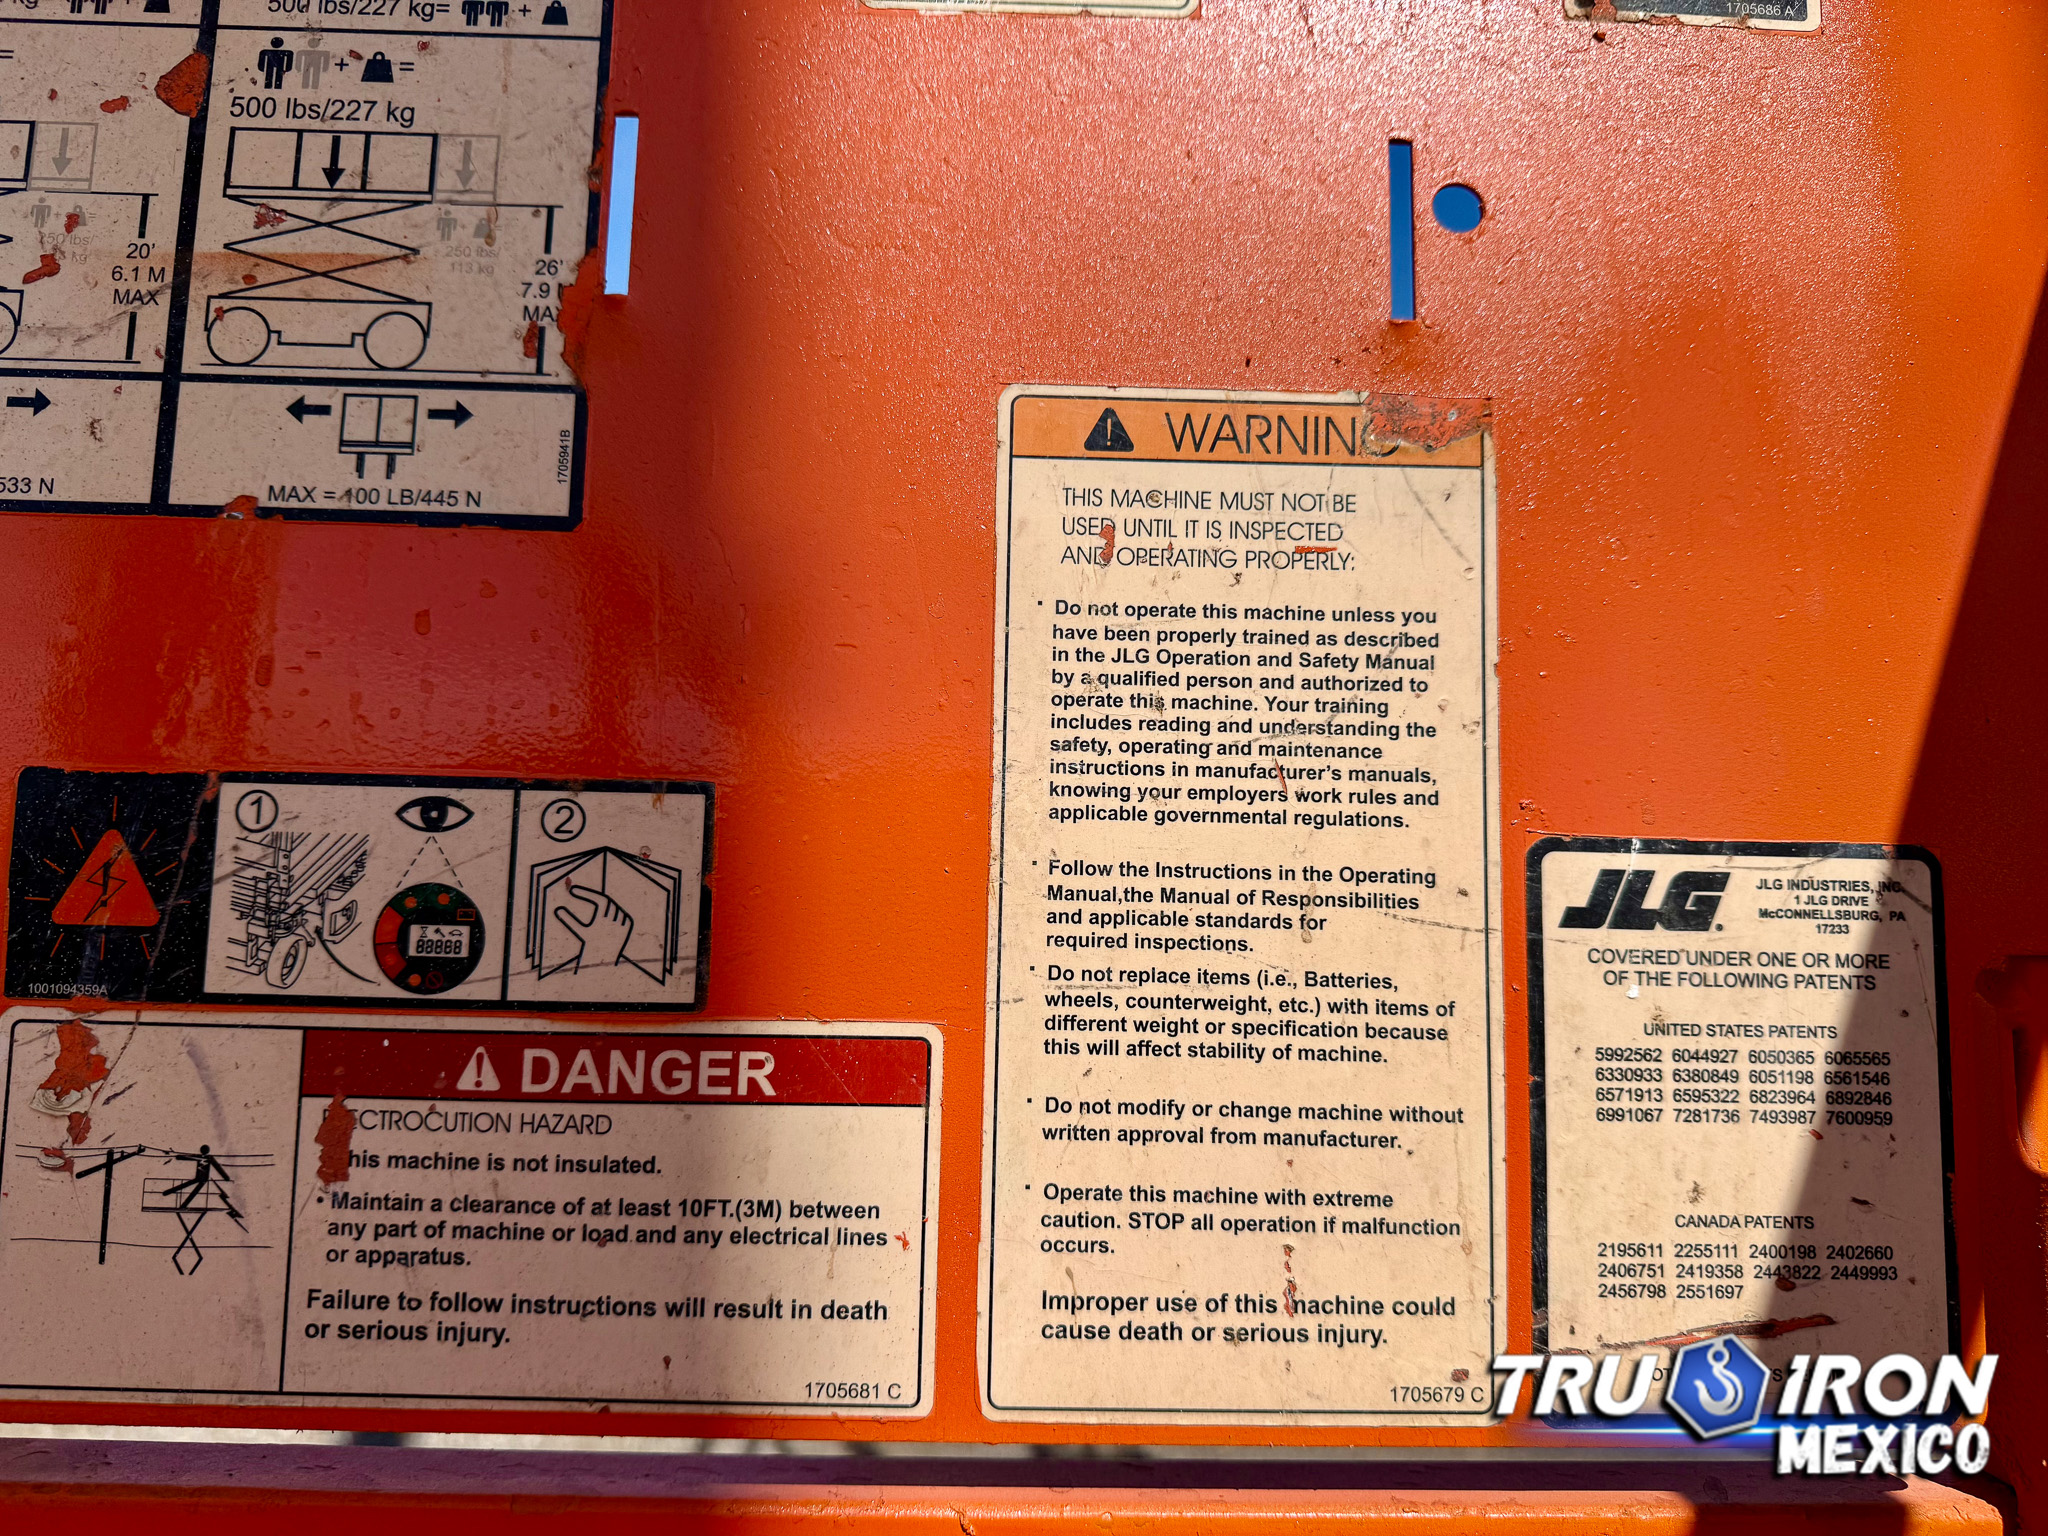 kg
500 lbs/227 kg=
+
1705686 A
+ =
500 lbs/227 kg
250 lbs/
20'
6.1 M
MAX
250 lbs/
113 kg
26'
7.9
MAX
533 N
MAX = 100 LB/445 N
1705941B
WARNING
THIS MACHINE MUST NOT BE
USED UNTIL IT IS INSPECTED
AND OPERATING PROPERLY:
· Do not operate this machine unless you
have been properly trained as described
in the JLG Operation and Safety Manual
by a qualified person and authorized to
operate this machine. Your training
includes reading and understanding the
safety, operating and maintenance
instructions in manufacturer's manuals,
knowing your employers work rules and
applicable governmental regulations.
· Follow the Instructions in the Operating
Manual,the Manual of Responsibilities
and applicable standards for
required inspections.
· Do not replace items (i.e., Batteries,
wheels, counterweight, etc.) with items of
different weight or specification because
this will affect stability of machine.
· Do not modify or change machine without
written approval from manufacturer.
· Operate this machine with extreme
caution. STOP all operation if malfunction
occurs.
Improper use of this machine could
cause death or serious injury.
1705679 C
1
88888
2
1001094359A
DANGER
ELECTROCUTION HAZARD
This machine is not insulated.
• Maintain a clearance of at least 10FT.(3M) between
any part of machine or load and any electrical lines
or apparatus.
Failure to follow instructions will result in death
or serious injury.
1705681 C
JLG
JLG INDUSTRIES, INC.
1 JLG DRIVE
McCONNELLSBURG, PA
17233
COVERED UNDER ONE OR MORE
OF THE FOLLOWING PATENTS
UNITED STATES PATENTS
5992562 6044927 6050365 6065565
6330933 6380849 6051198 6561546
6571913 6595322 6823964 6892846
6991067 7281736 7493987 7600959
CANADA PATENTS
2195611 2255111 2400198 2402660
2406751 2419358 2443822 2449993
2456798 2551697
TRU IRON
MEXICO